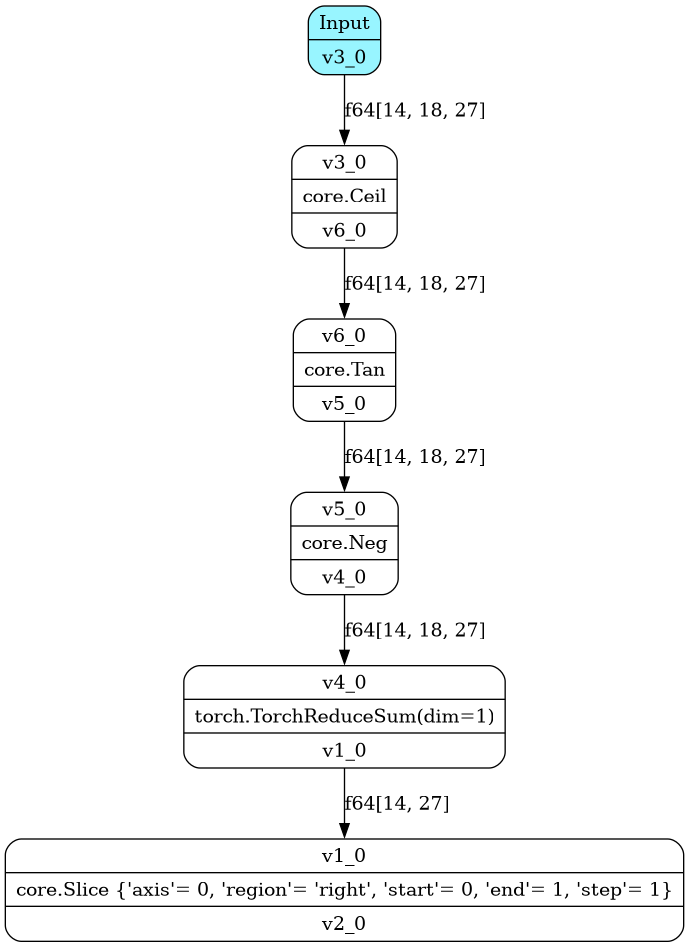 Input
v3_0
f64[14, 18, 27]
v3_0
core.Ceil
v6_0
f64[14, 18, 27]
v6_0
core.Tan
v5_0
f64[14, 18, 27]
v5_0
core.Neg
v4_0
f64[14, 18, 27]
v4_0
torch.TorchReduceSum(dim=1)
v1_0
f64[14, 27]
v1_0
core.Slice {'axis'= 0, 'region'= 'right', 'start'= 0, 'end'= 1, 'step'= 1}
v2_0